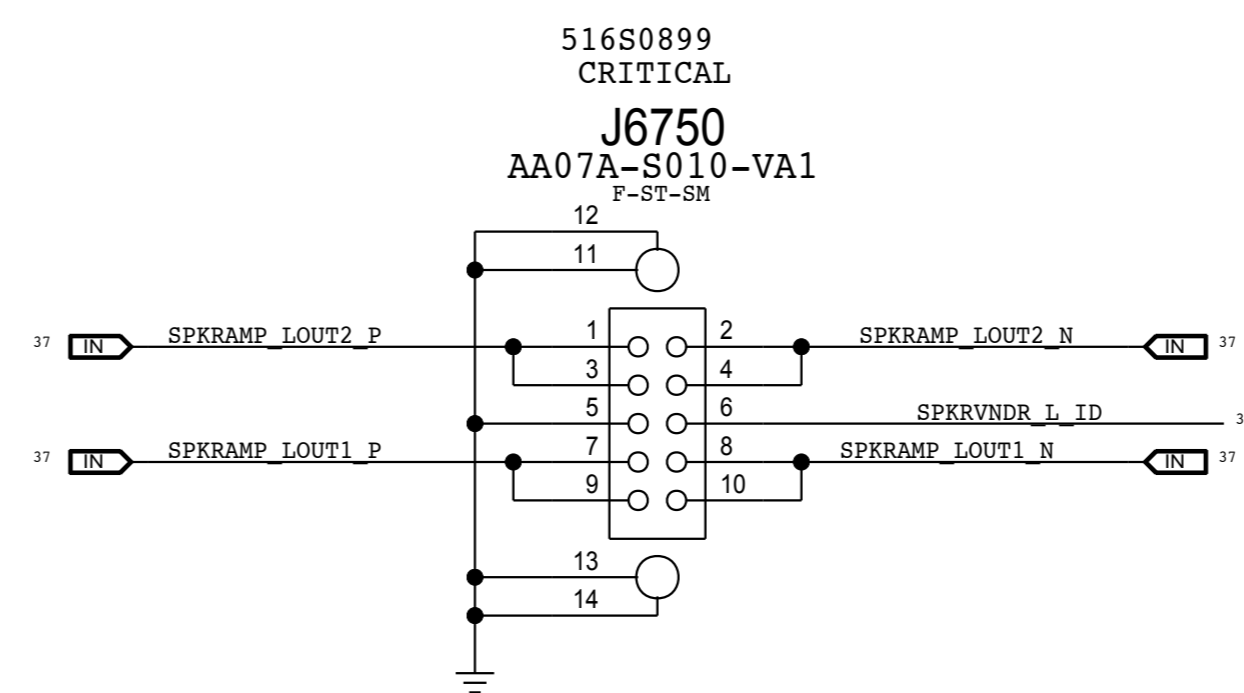 516S0899
CRITICAL
J6750
AA07A-S010-VA1
F-ST-SM
12
11
37 IN SPKRAMP_LOUT2_P 1 2 SPKRAMP_LOUT2_N IN 37
3 4
5 6 SPKRVNDR_L_ID 3
37 IN SPKRAMP_LOUT1_P 7 8 SPKRAMP_LOUT1_N IN 37
9 10
13
14